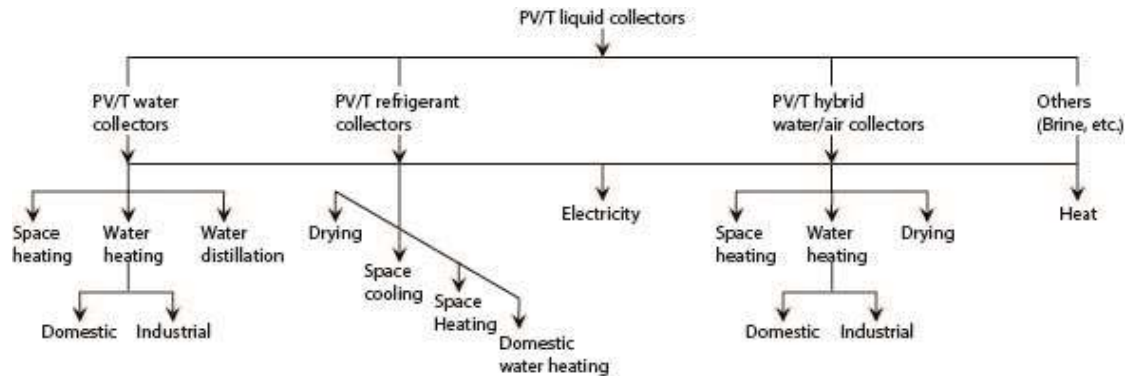 PV/T liquid collectors
PV/T water
collectors
PV/T refrigerant
collectors
PV/T hybrid
water/air collectors
Others
(Brine, etc.)
Space
heating
Water
heating
Water
distillation
Drying
Space
cooling
Space
Heating
Domestic
water heating
Electricity
Space
heating
Water
heating
Drying
Heat
Domestic
Industrial
Domestic
Industrial